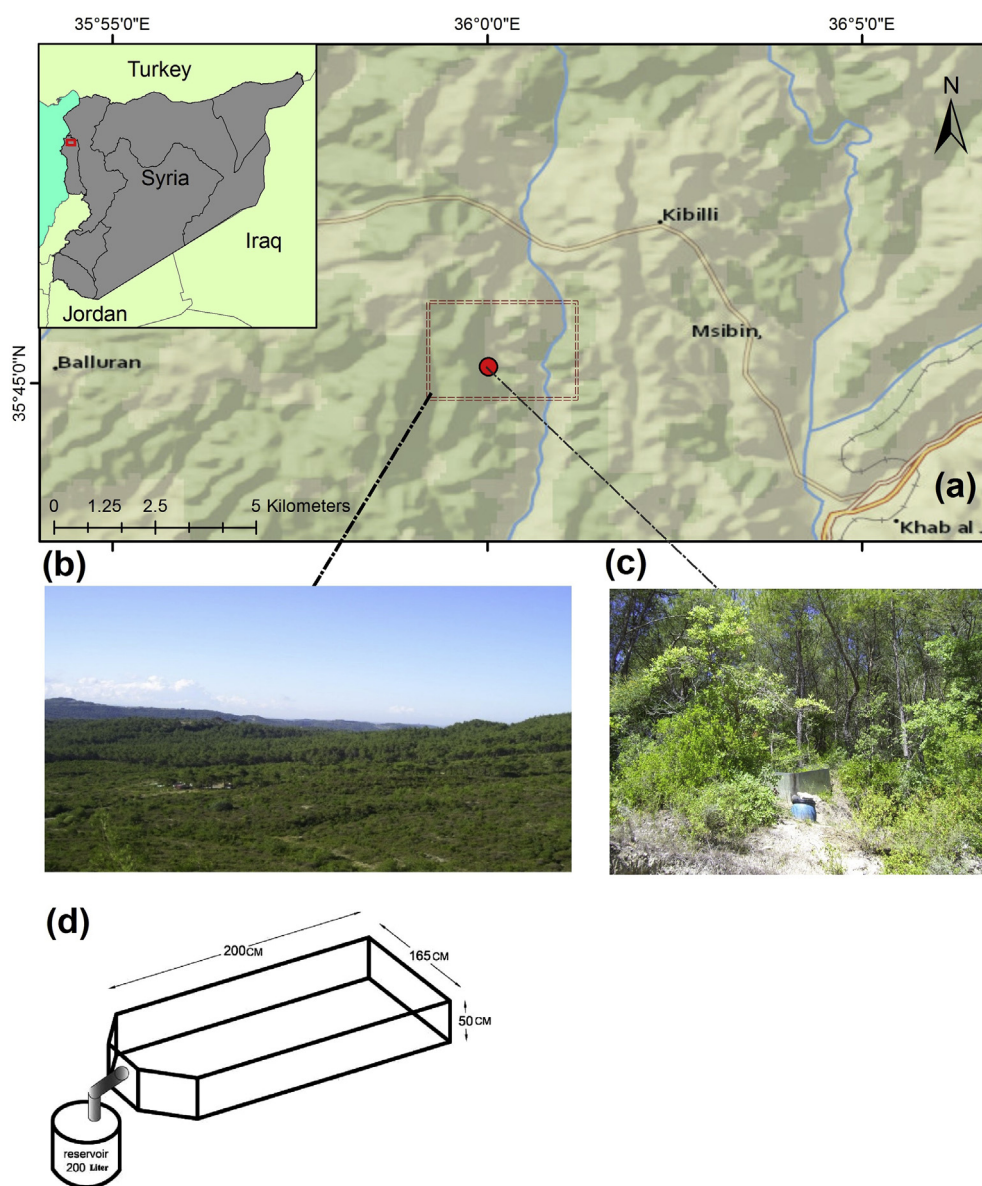 35°55'0"E
36°0'0"E
36°5'0"E
Turkey
Syria
Iraq
Jordan
N
Kibilli
Msibin,
Balluran
35°45'0"N
0 1.25 2.5 5 Kilometers
(a)
Khab al
(b)
(c)
(d)
200CM
165CM
50CM
reservoir
200 Liter